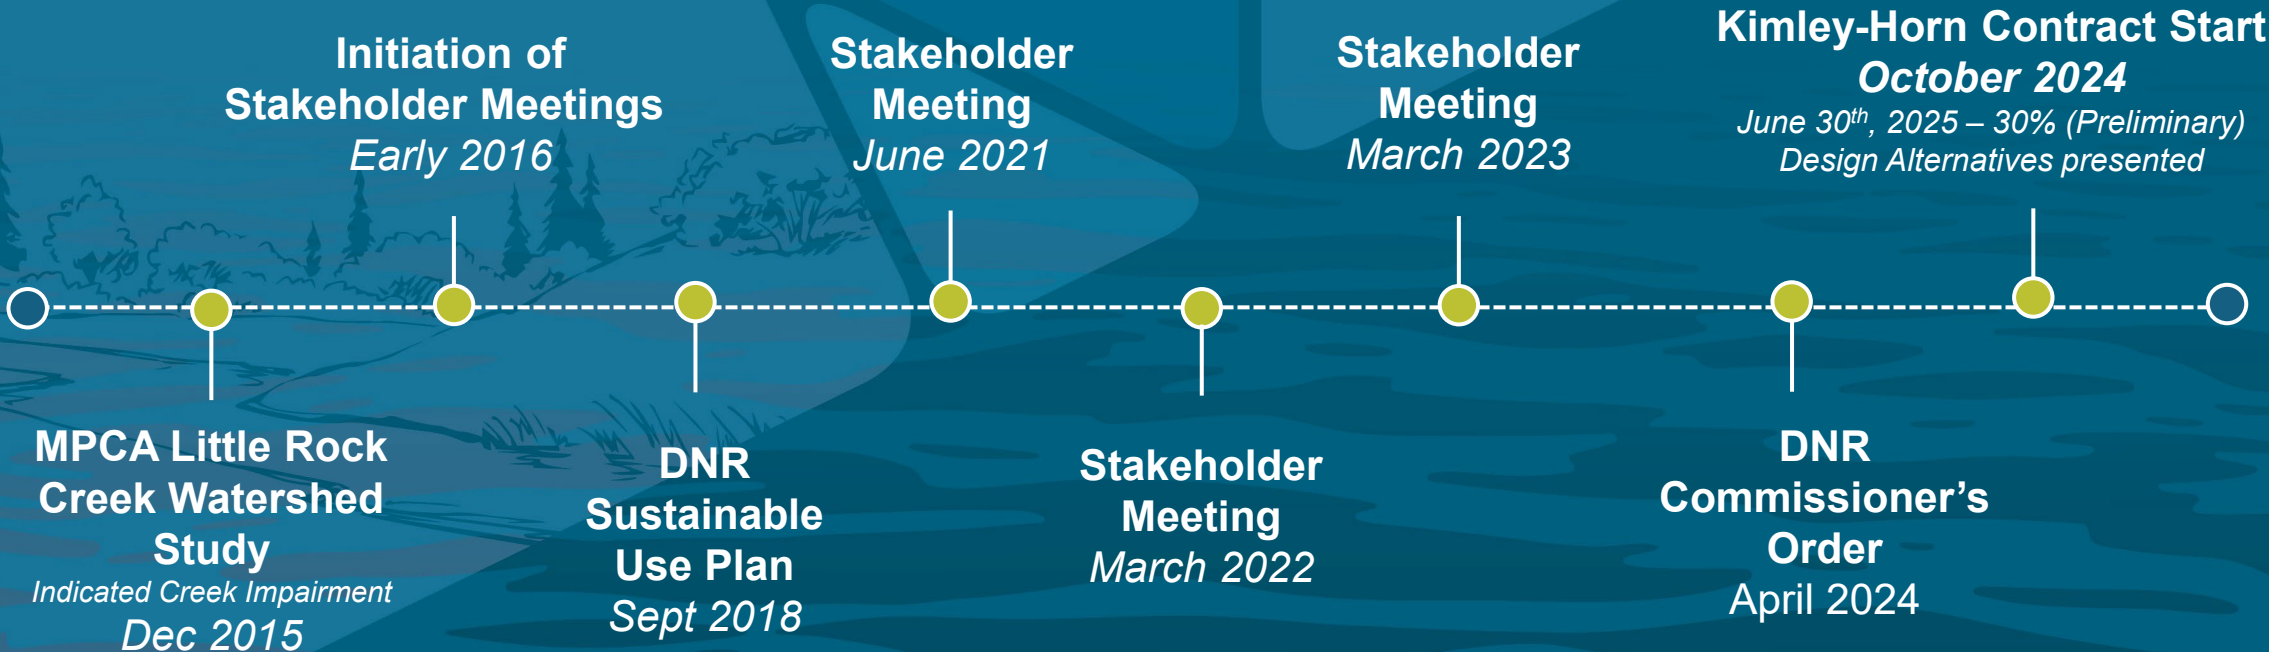 MPCA Little Rock
Creek Watershed
Study
Indicated Creek Impairment
Dec 2015
Initiation of
Stakeholder Meetings
Early 2016
DNR
Sustainable
Use Plan
Sept 2018
Stakeholder
Meeting
June 2021
Stakeholder
Meeting
March 2022
Stakeholder
Meeting
March 2023
DNR
Commissioner’s
Order
April 2024
Kimley-Horn Contract Start
October 2024
June 30th, 2025 – 30% (Preliminary)
Design Alternatives presented